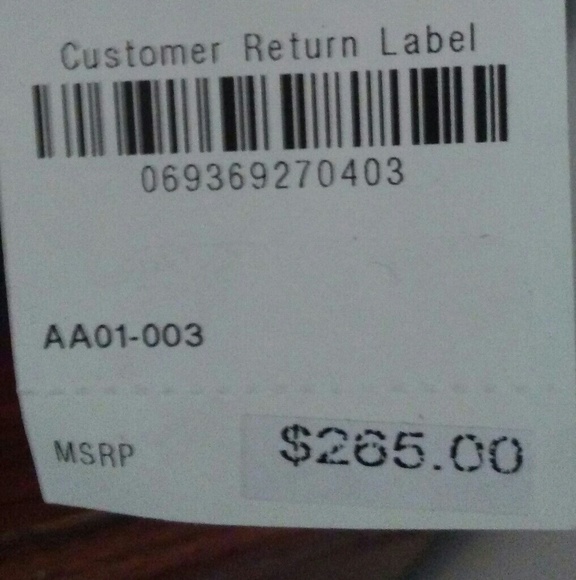 Customer Return Label
069369270403
AA01-003
MSRP $265.00